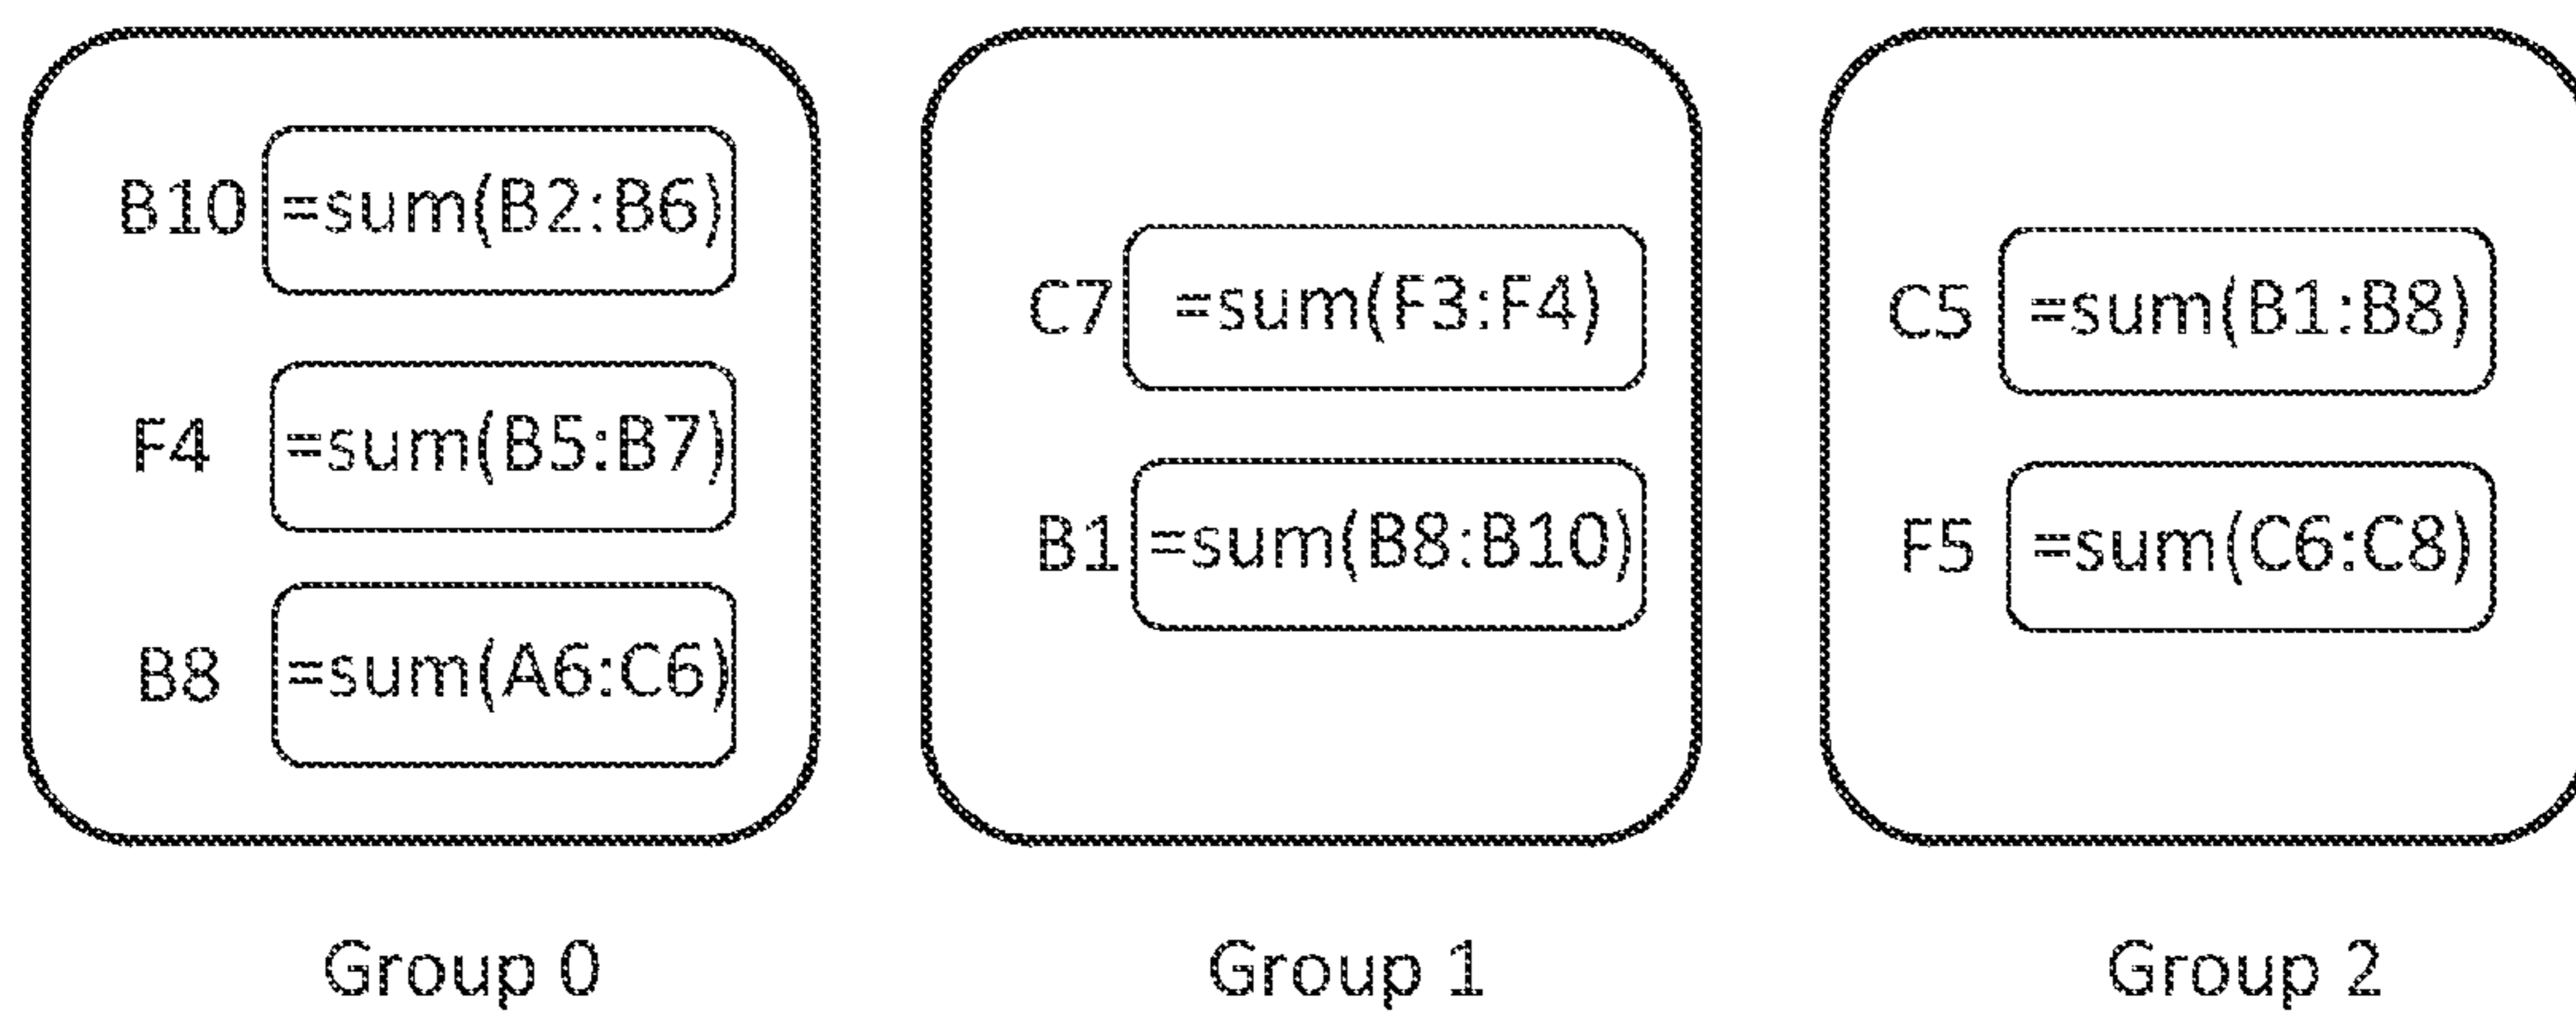 B10 =sum(B2:B6)
F4 =sum(B5:B7)
B8 =sum(A6:C6)
Group 0
C7 =sum(F3:F4)
B1 =sum(B8:B10)
Group 1
C5 =sum(B1:B8)
F5 =sum(C6:C8)
Group 2